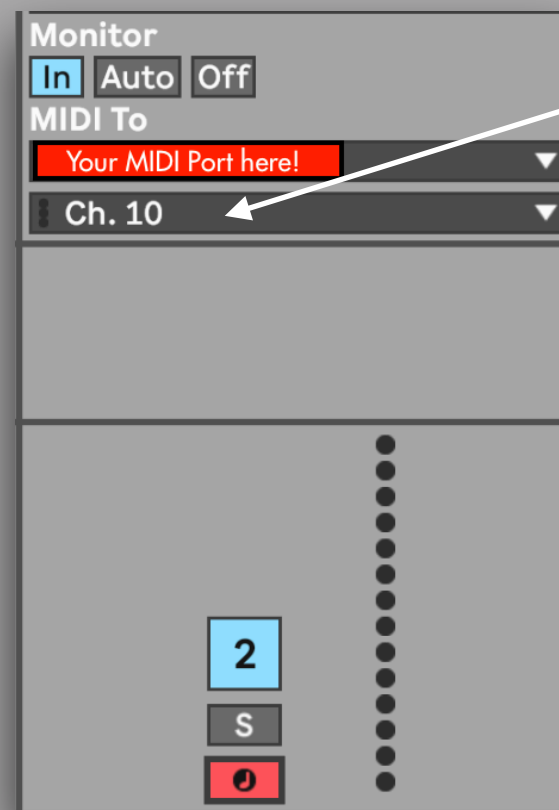 Monitor
In Auto Off
MIDI To
Your MIDI Port here!
Ch. 10
2
S